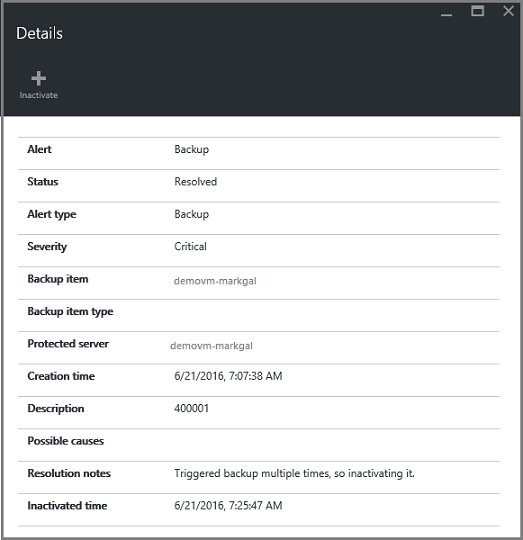 Details
Inactivate
Alert Backup
Status Resolved
Alert type Backup
Severity Critical
Backup item demovm-markgal
Backup item type
Protected server demovm-markgal
Creation time 6/21/2016, 7:07:38 AM
Description 400001
Possible causes
Resolution notes Triggered backup multiple times, so inactivating it.
Inactivated time 6/21/2016, 7:25:47 AM